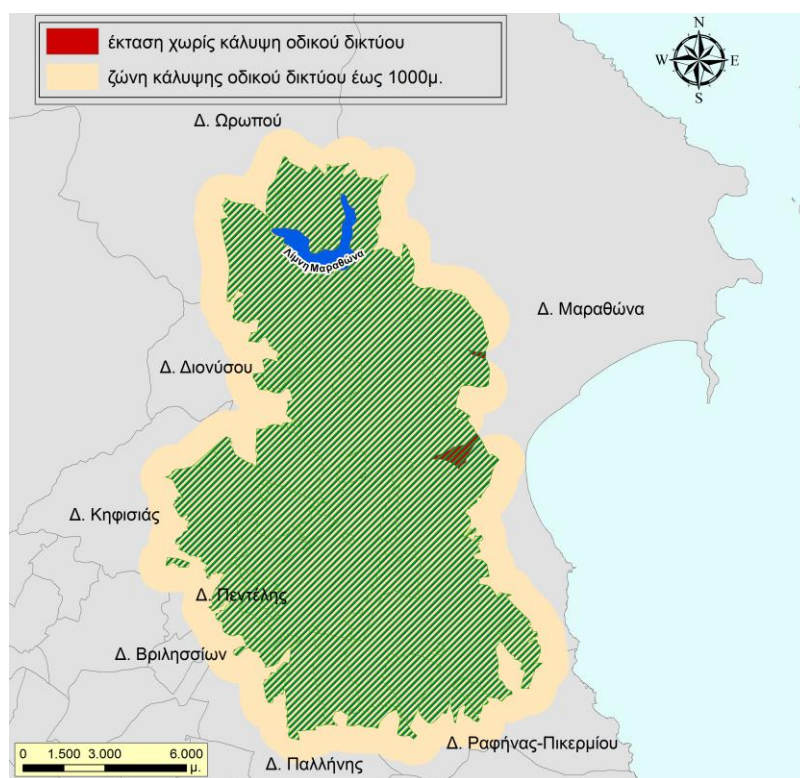 έκταση χωρίς κάλυψη οδικού δικτύου
ζώνη κάλυψης οδικού δικτύου έως 1000μ.
N
W E
S
Δ. Ωρωπού
Λίμνη Μαραθώνα
Δ. Μαραθώνα
Δ. Διονύσου
Δ. Κηφισιάς
Δ. Πεντέλης
Δ. Βριλησσίων
Δ. Ραφήνας-Πικερμίου
Δ. Παλλήνης
0 1.500 3.000 6.000
μ.